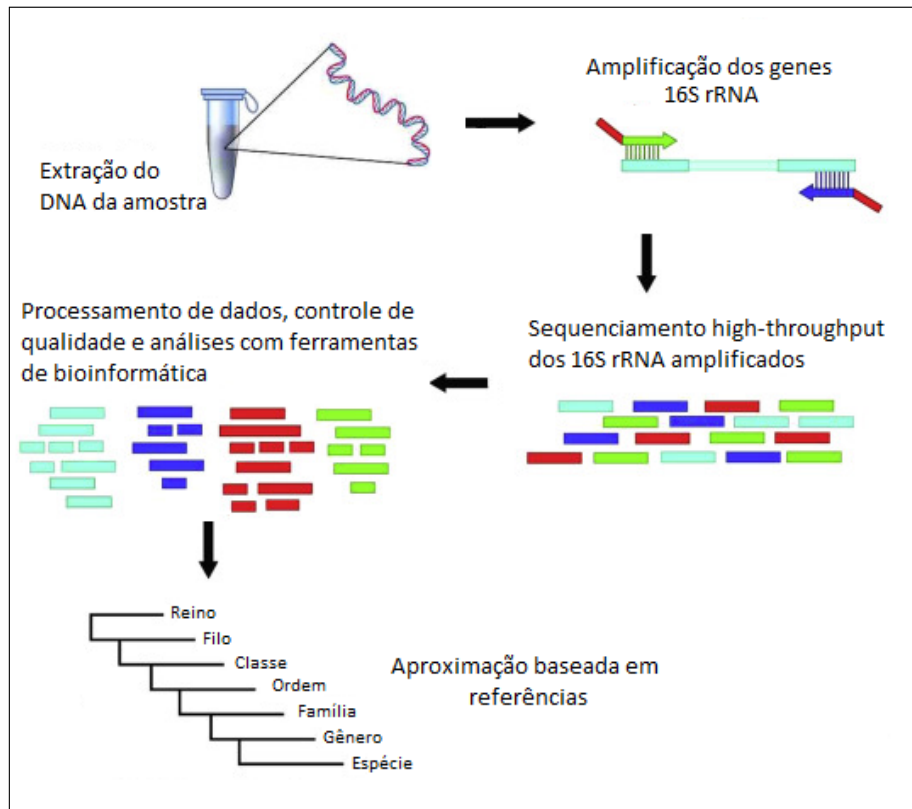 Extração do
DNA da amostra
Amplificação dos genes
16S rRNA
Sequenciamento high-throughput
dos 16S rRNA amplificados
Processamento de dados, controle de
qualidade e análises com ferramentas
de bioinformática
Reino
Filo
Classe
Ordem
Família
Gênero
Espécie
Aproximação baseada em
referências